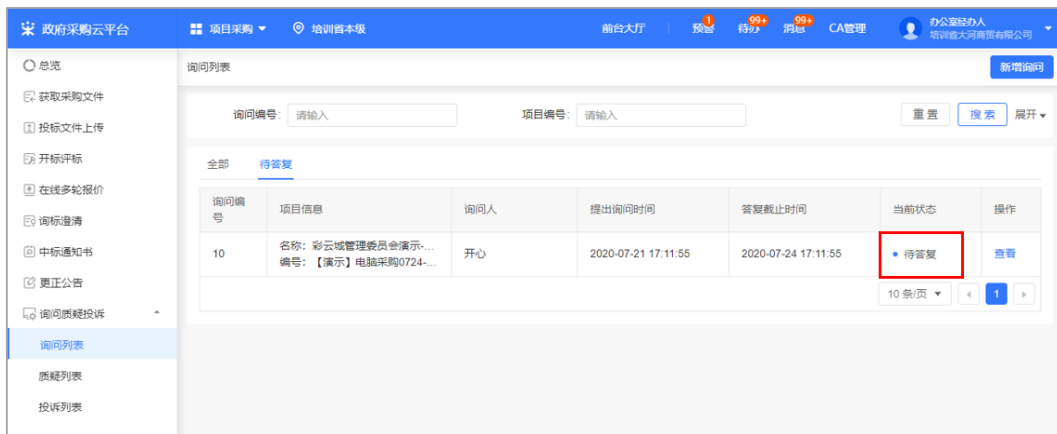 政府采购云平台
项目采购
培训省本级
前台大厅
预警
1
待办
99+
消息
99+
CA管理
办公室经办人
培训省大河商贸有限公司
总览
获取采购文件
投标文件上传
开标评标
在线多轮报价
询标澄清
中标通知书
更正公告
询问质疑投诉
询问列表
质疑列表
投诉列表
询问列表
新增询问
询问编号: 请输入
项目编号: 请输入
重置
搜索
展开
全部
待答复
询问编
号
项目信息
询问人
提出询问时间
答复截止时间
当前状态
操作
10
名称：彩云城管理委员会演示-...
编号：【演示】电脑采购0724-...
开心
2020-07-21 17:11:55
2020-07-24 17:11:55
待答复
查看
10 条/页
1